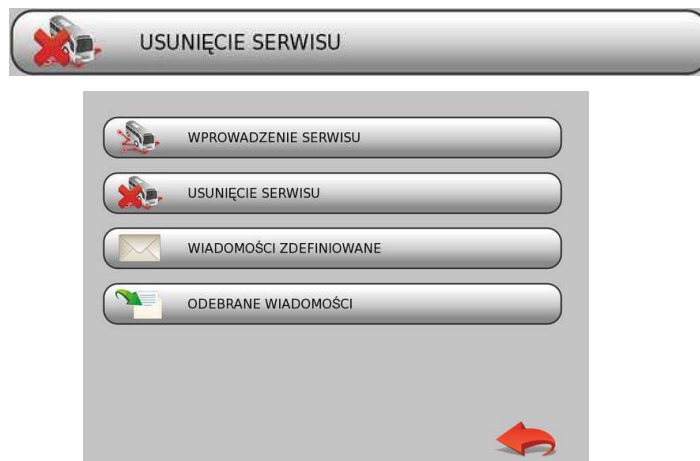 USUNIĘCIE SERWISU
WPROWADZENIE SERWISU
USUNIĘCIE SERWISU
WIADOMOŚCI ZDEFINIOWANE
ODEBRANE WIADOMOŚCI